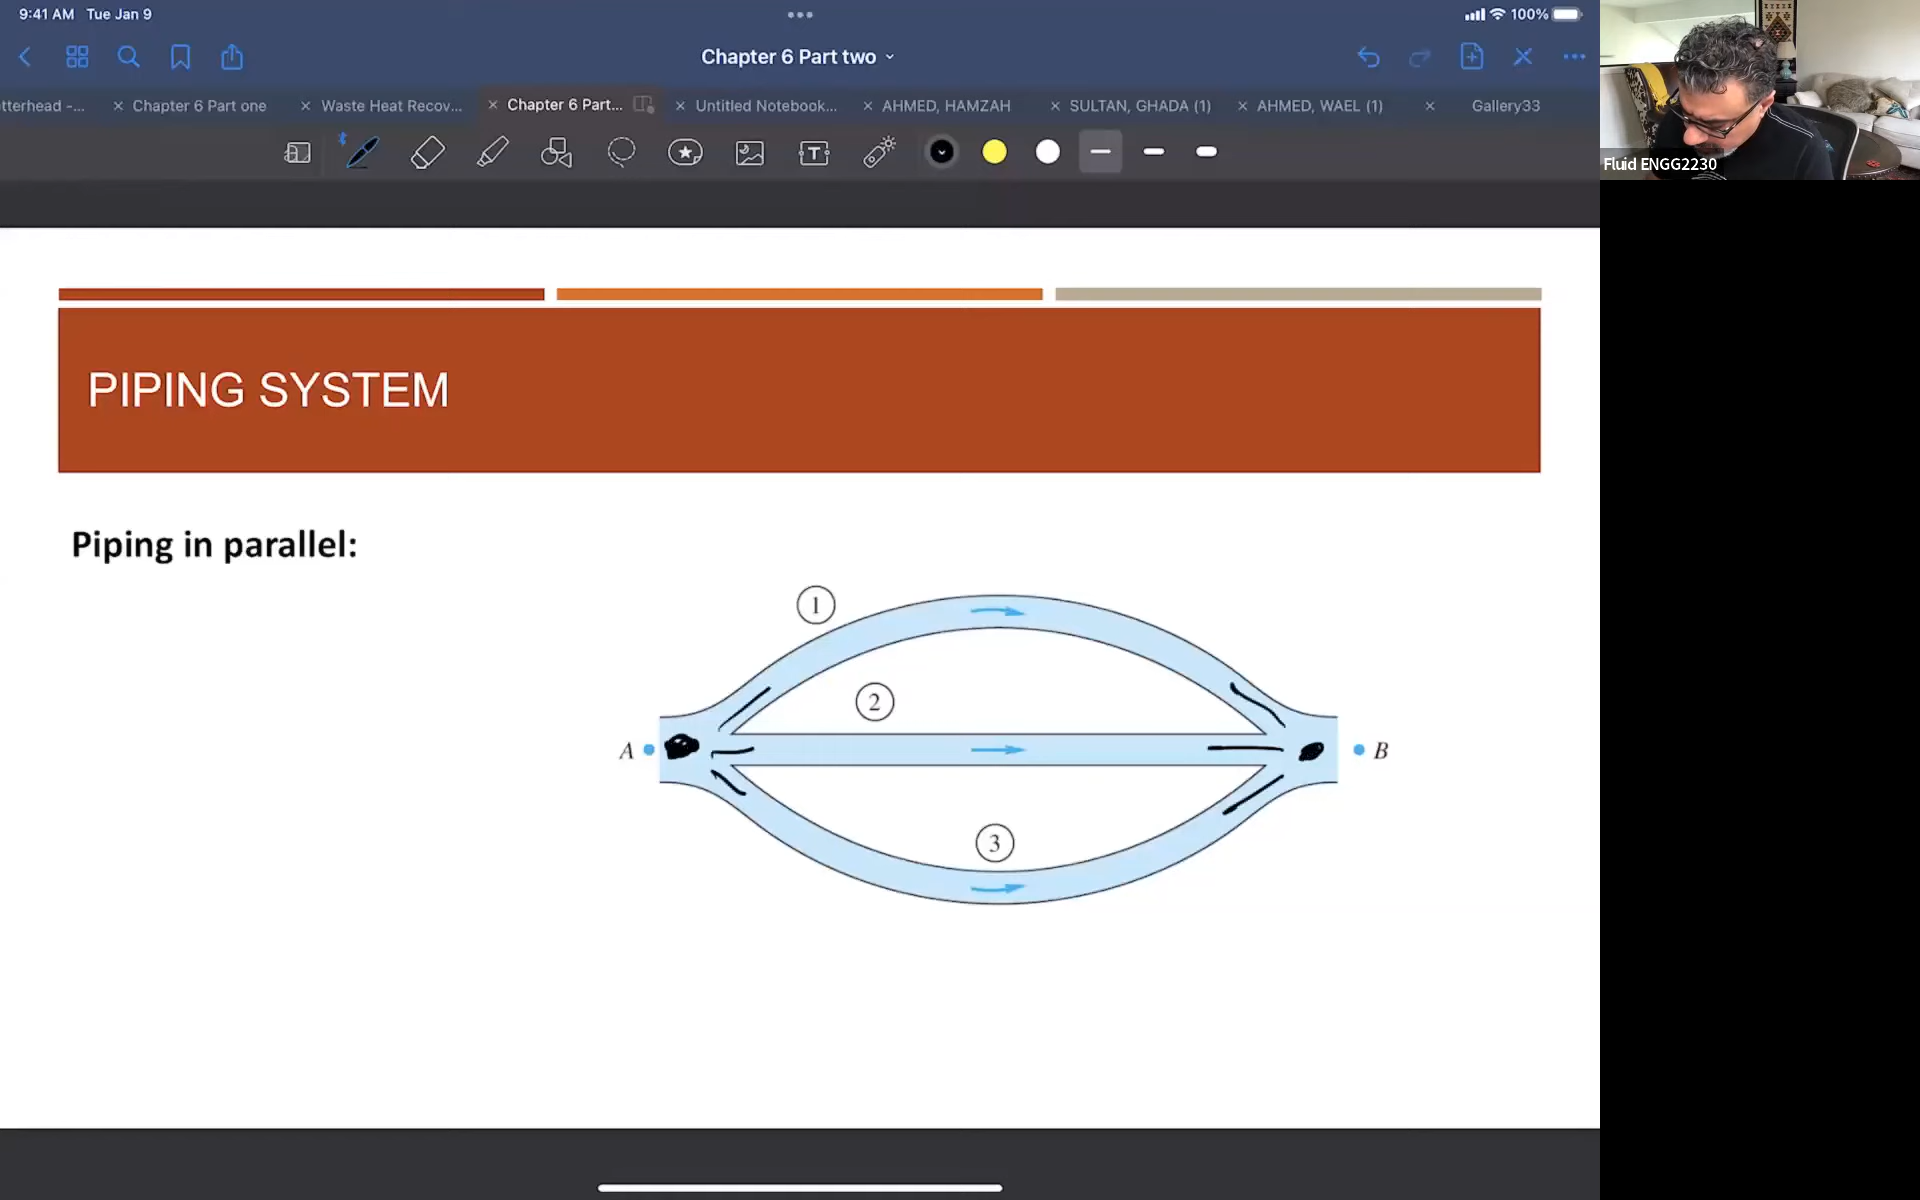 9:41 AM Tue Jan 9
100%
Chapter 6 Part two
tterhead -...
Chapter 6 Part one
Waste Heat Recov...
Chapter 6 Part...
Untitled Notebook...
AHMED, HAMZAH
SULTAN, GHADA (1)
AHMED, WAEL (1)
Gallery33
T
Fluid ENGG2230
PIPING SYSTEM
Piping in parallel:
1
2
A
B
3